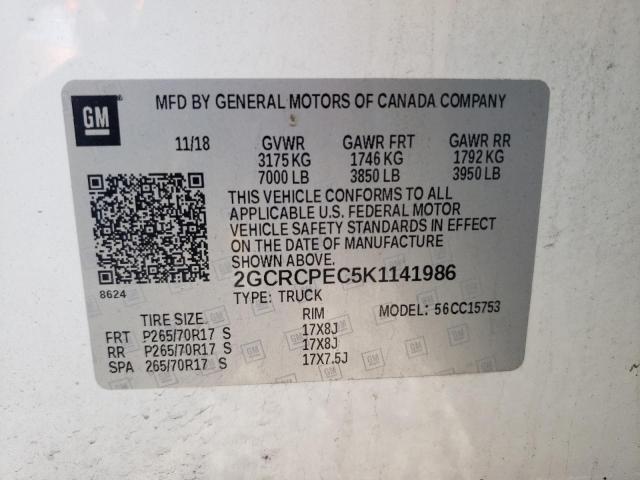 GM
MFD BY GENERAL MOTORS OF CANADA COMPANY
11/18 GVWR GAWR FRT GAWR RR
3175 KG 1746 KG 1792 KG
7000 LB 3850 LB 3950 LB
THIS VEHICLE CONFORMS TO ALL
APPLICABLE U.S. FEDERAL MOTOR
VEHICLE SAFETY STANDARDS IN EFFECT
ON THE DATE OF MANUFACTURE
SHOWN ABOVE.
8624
2GCRCPEC5K1141986
TYPE: TRUCK MODEL: 56CC15753
TIRE SIZE RIM
FRT P265/70R17 S 17X8J
RR P265/70R17 S 17X8J
SPA 265/70R17 S 17X7.5J